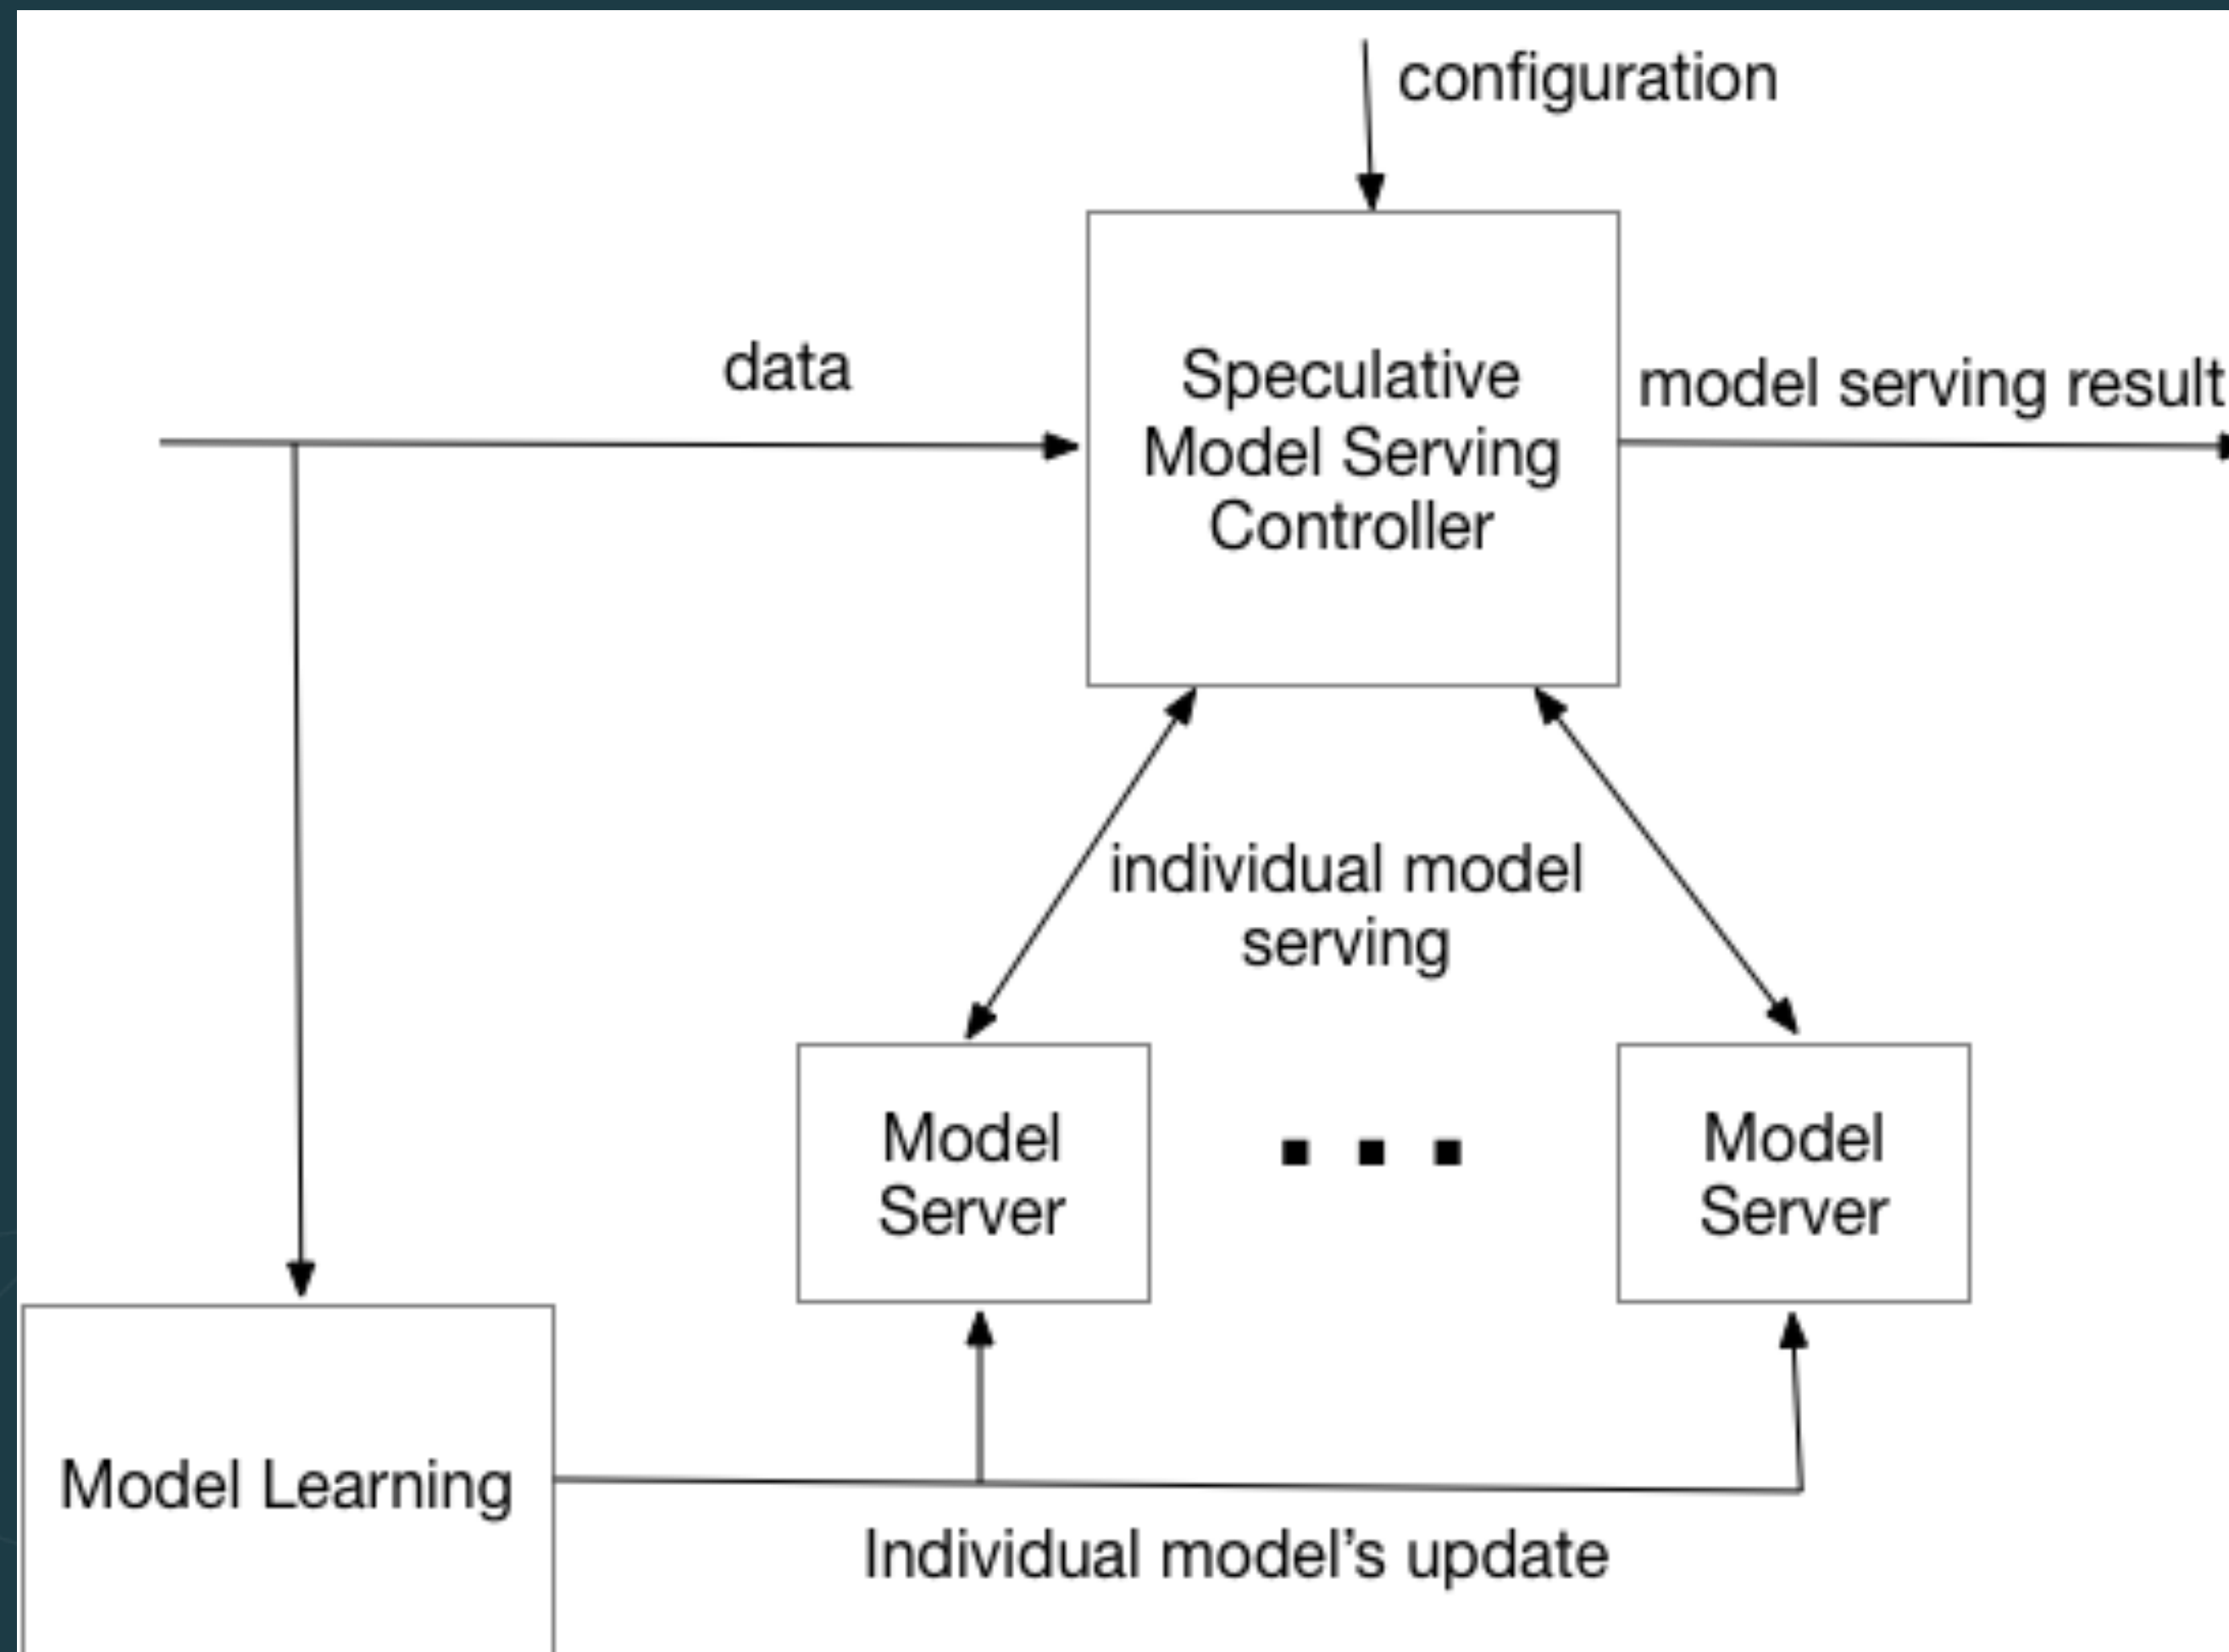 configuration
data
Speculative
Model Serving
Controller
model serving result
individual model
serving
Model
Server
Model
Server
Model Learning
Individual model’s update